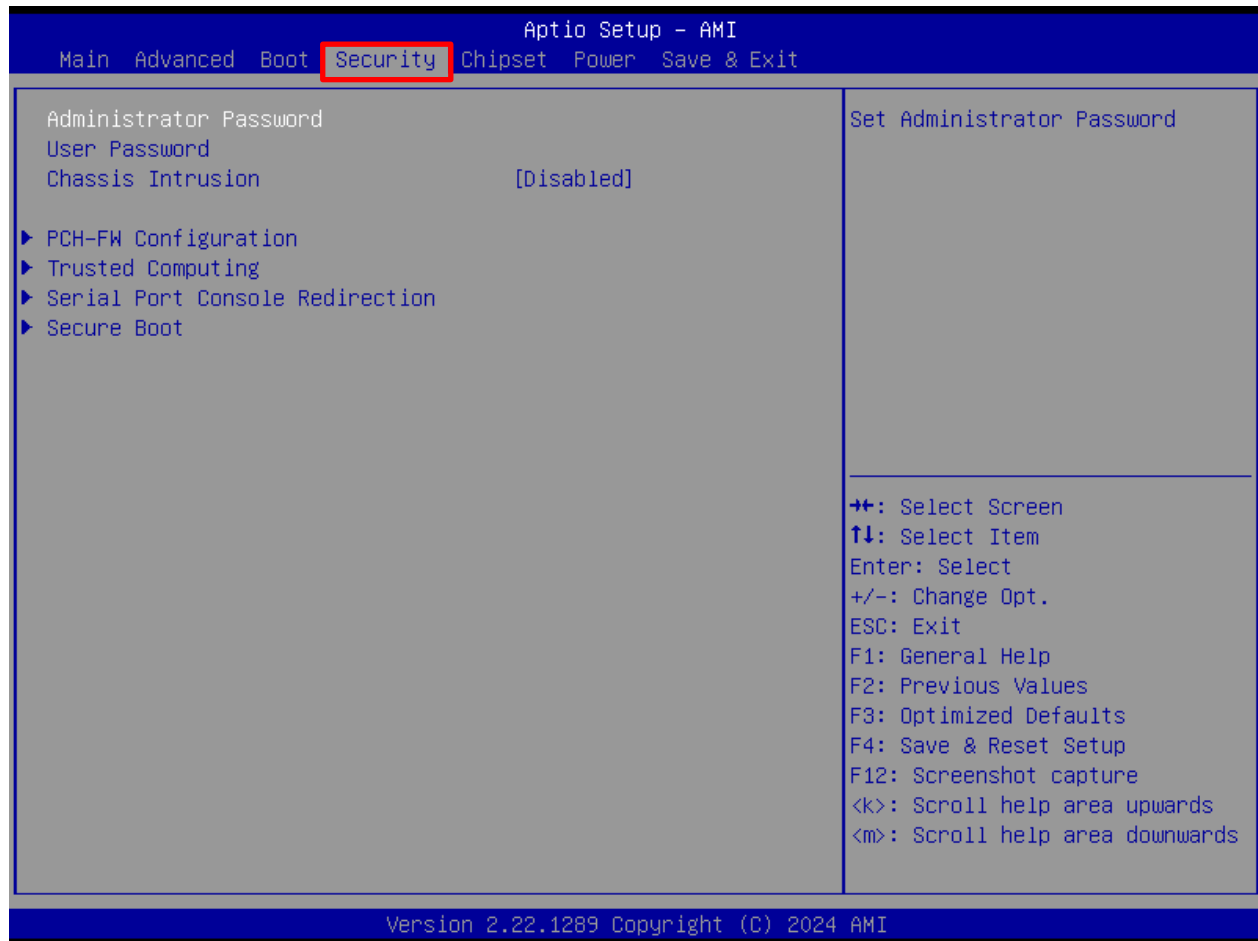 Aptio Setup – AMI
Main Advanced Boot Security Chipset Power Save & Exit
Administrator Password
User Password
Chassis Intrusion [Disabled]
PCH-FW Configuration
Trusted Computing
Serial Port Console Redirection
Secure Boot
Set Administrator Password
→←: Select Screen
↑↓: Select Item
Enter: Select
+/-: Change Opt.
ESC: Exit
F1: General Help
F2: Previous Values
F3: Optimized Defaults
F4: Save & Reset Setup
F12: Screenshot capture
<k>: Scroll help area upwards
<m>: Scroll help area downwards
Version 2.22.1289 Copyright (C) 2024 AMI